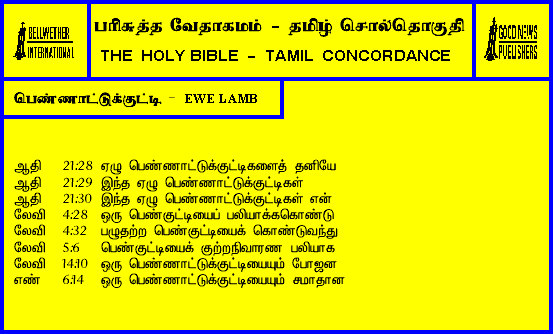 BELLWETHER
INTERNATIONAL
பரிசுத்த வேதாகமம் - தமிழ் சொல்தொகுதி
THE HOLY BIBLE - TAMIL CONCORDANCE
GOOD NEWS
PUBLISHERS
பெண்ணாட்டுக்குட்டி - EWE LAMB
ஆதி 21:28 ஏழு பெண்ணாட்டுக்குட்டிகளைத் தனியே
ஆதி 21:29 இந்த ஏழு பெண்ணாட்டுக்குட்டிகள்
ஆதி 21:30 இந்த ஏழு பெண்ணாட்டுக்குட்டிகள் என்
லேவி 4:28 ஒரு பெண்குட்டியைப் பலியாக்ககொண்டு
லேவி 4:32 பழுதற்ற பெண்குட்டியைக் கொண்டுவந்து
லேவி 5:6 பெண்குட்டியைக் குற்றநிவாரண பலியாக
லேவி 14:10 ஒரு பெண்ணாட்டுக்குட்டியையும் போஜன
எண் 6:14 ஒரு பெண்ணாட்டுக்குட்டியையும் சமாதான